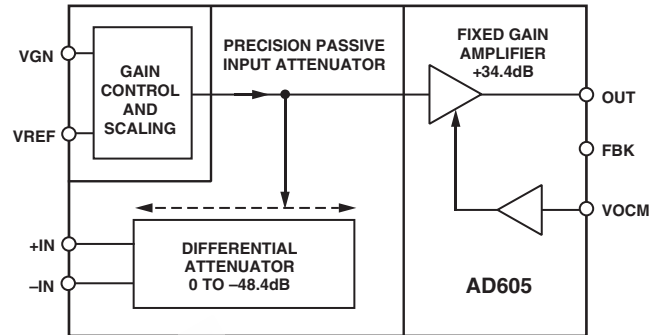 VGN
VREF
GAIN
CONTROL
AND
SCALING
PRECISION PASSIVE
INPUT ATTENUATOR
FIXED GAIN
AMPLIFIER
+34.4dB
OUT
FBK
VOCM
+IN
–IN
DIFFERENTIAL
ATTENUATOR
0 TO –48.4dB
AD605